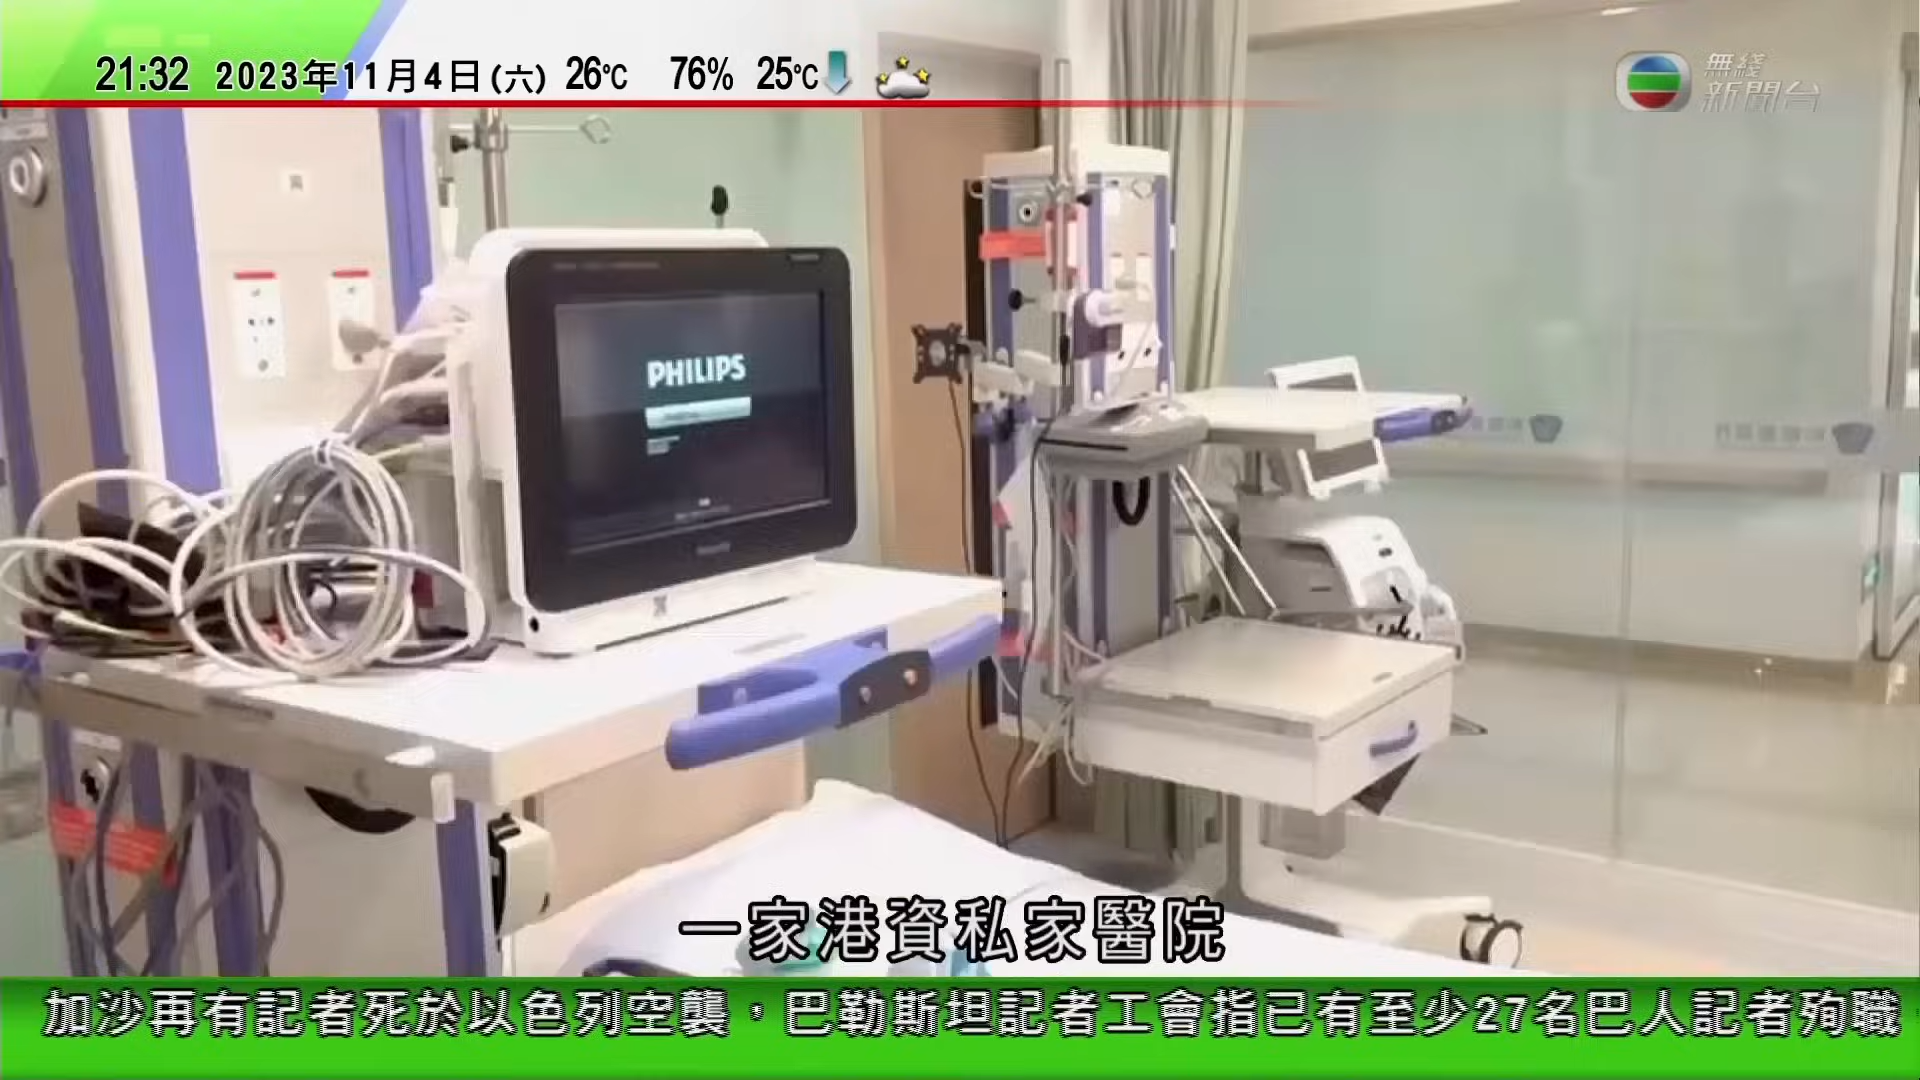 21:32 2023年11月4日(六) 26℃ 76% 25℃
無綫
新聞台
PHILIPS
一家港資私家醫院
加沙再有記者死於以色列空襲，巴勒斯坦記者工會指已有至少27名巴人記者殉職